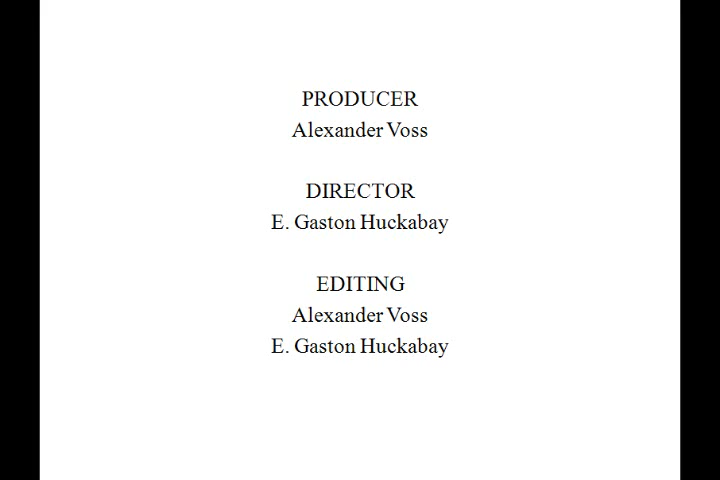 PRODUCER
Alexander Voss
DIRECTOR
E. Gaston Huckabay
EDITING
Alexander Voss
E. Gaston Huckabay